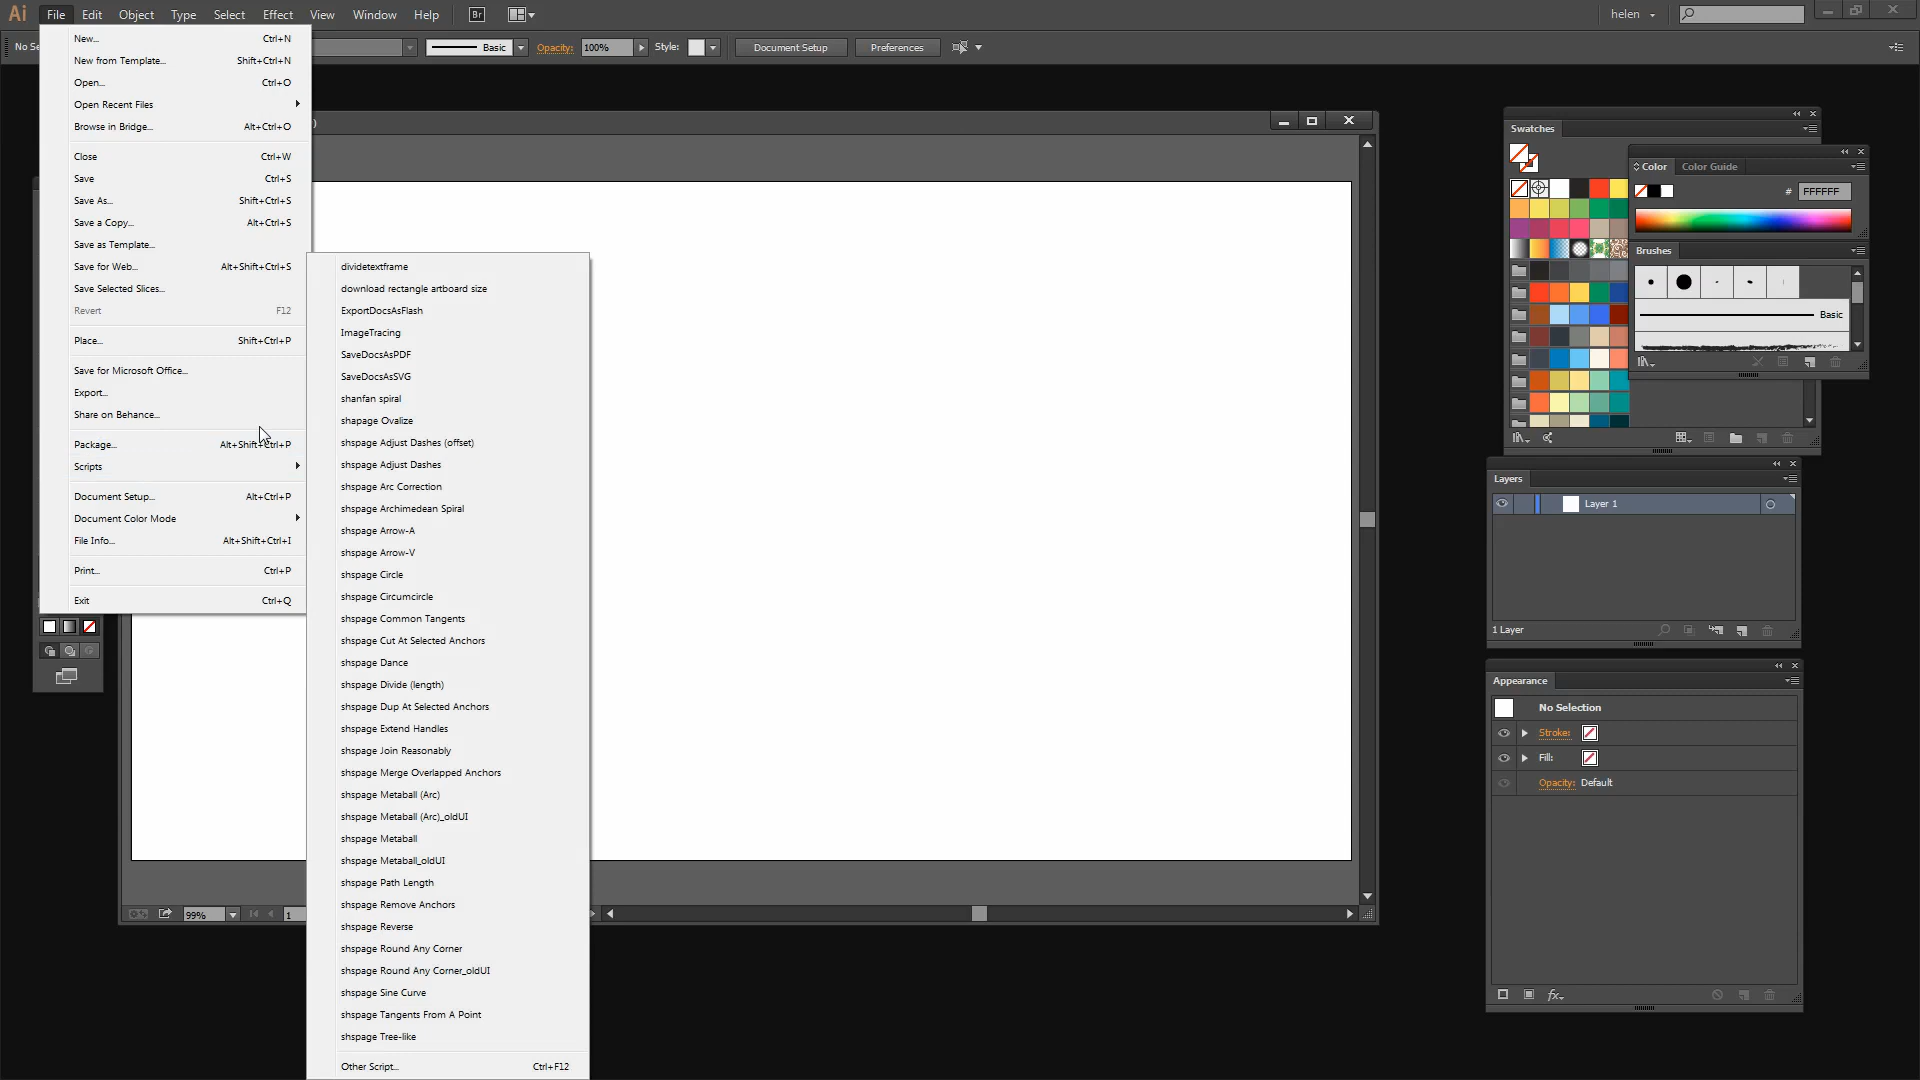 Ai File Edit Object Type Select Effect View Window Help Br helen
Basic Opacity: 100% Style: Document Setup Preferences
New... Ctrl+N
New from Template... Shift+Ctrl+N
Open... Ctrl+O
Open Recent Files
Browse in Bridge... Alt+Ctrl+O
Close Ctrl+W
Save Ctrl+S
Save As... Shift+Ctrl+S
Save a Copy... Alt+Ctrl+S
Save as Template...
Save for Web... Alt+Shift+Ctrl+S
Save Selected Slices...
Revert F12
Place... Shift+Ctrl+P
Save for Microsoft Office...
Export...
Share on Behance...
Package... Alt+Shift+Ctrl+P
Scripts
Document Setup... Alt+Ctrl+P
Document Color Mode
File Info... Alt+Shift+Ctrl+I
Print... Ctrl+P
Exit Ctrl+Q
dividetextframe
download rectangle artboard size
ExportDocsAsFlash
ImageTracing
SaveDocsAsPDF
SaveDocsAsSVG
shanfan spiral
shapage Ovalize
shspage Adjust Dashes (offset)
shspage Adjust Dashes
shspage Arc Correction
shspage Archimedean Spiral
shspage Arrow-A
shspage Arrow-V
shspage Circle
shspage Circumcircle
shspage Common Tangents
shspage Cut At Selected Anchors
shspage Dance
shspage Divide (length)
shspage Dup At Selected Anchors
shspage Extend Handles
shspage Join Reasonably
shspage Merge Overlapped Anchors
shspage Metaball (Arc)
shspage Metaball (Arc)_oldUI
shspage Metaball
shspage Metaball_oldUI
shspage Path Length
shspage Remove Anchors
shspage Reverse
shspage Round Any Corner
shspage Round Any Corner_oldUI
shspage Sine Curve
shspage Tangents From A Point
shspage Tree-like
Other Script... Ctrl+F12
99% 1
Swatches
Color Color Guide
# FFFFFF
Brushes
Basic
Layers
Layer 1
1 Layer
Appearance
No Selection
Stroke:
Fill:
Opacity: Default